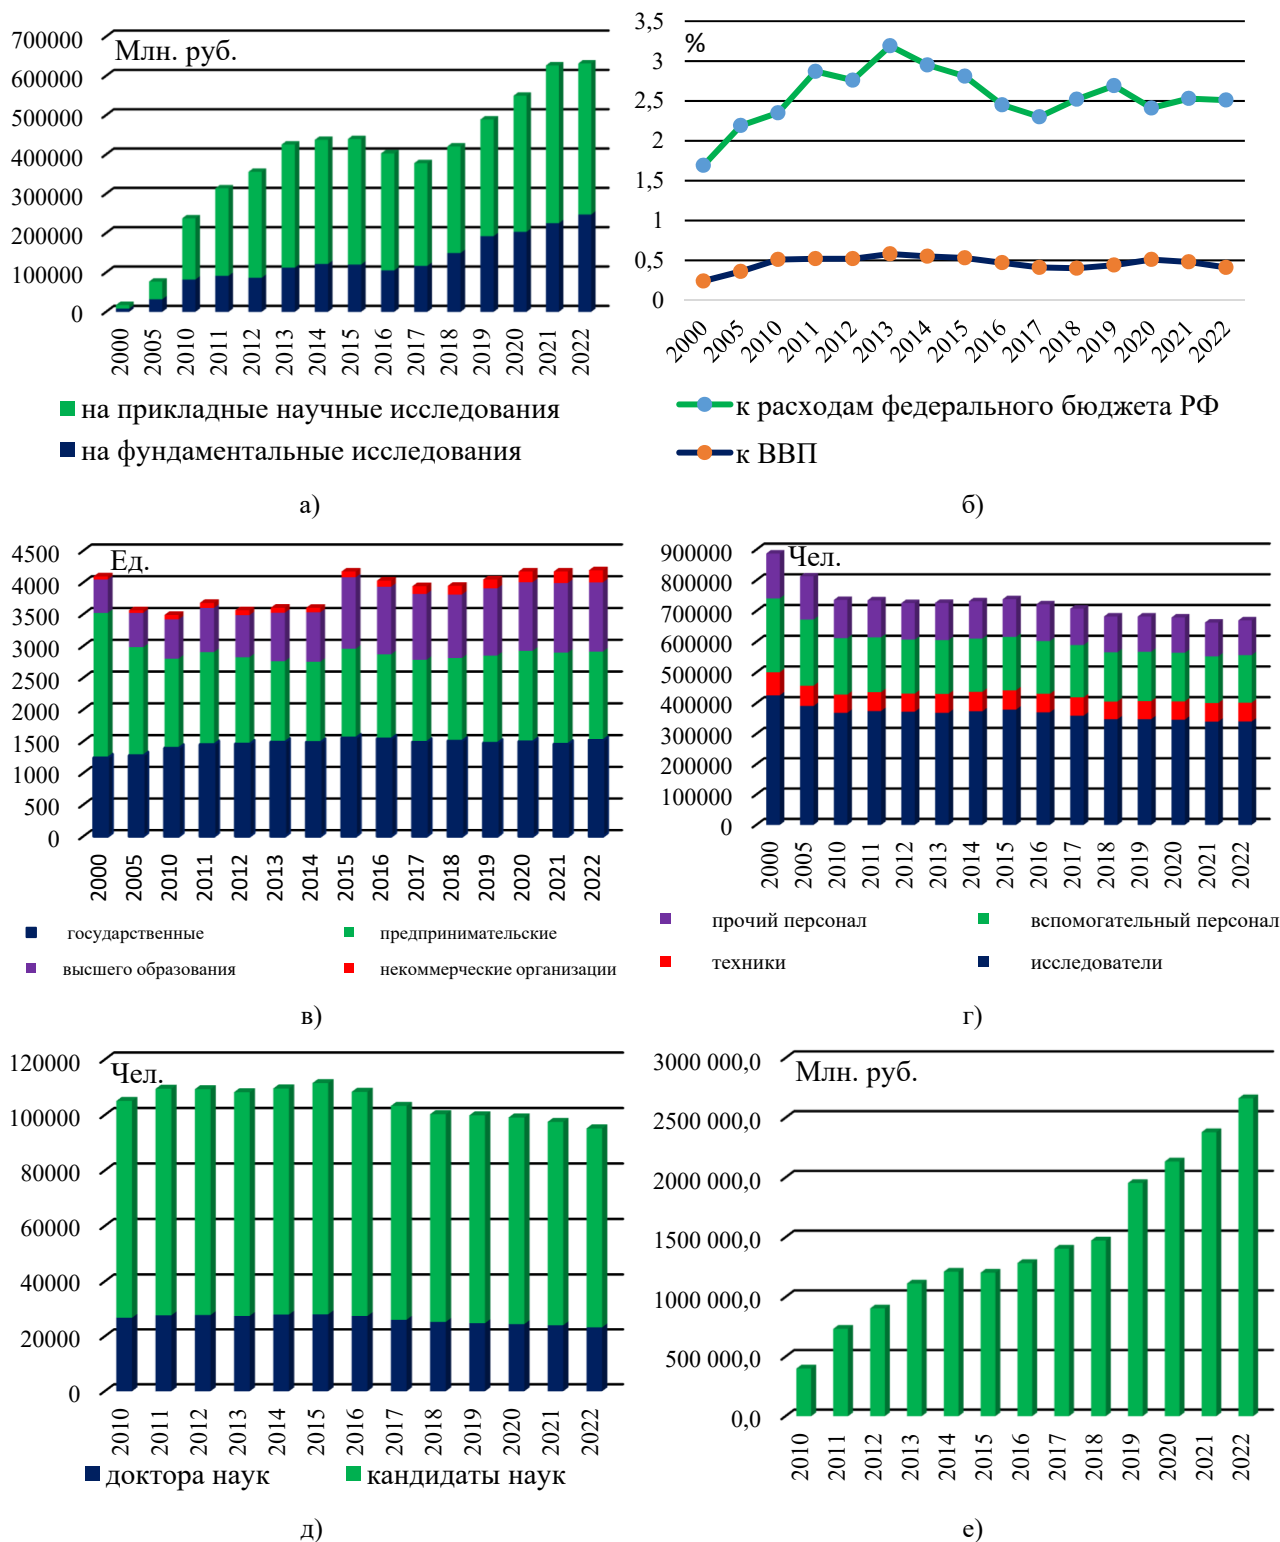 Млн. руб.
700000
600000
500000
400000
300000
200000
100000
0
2000 2005 2010 2011 2012 2013 2014 2015 2016 2017 2018 2019 2020 2021 2022
на прикладные научные исследования
на фундаментальные исследования
а)
%
3,5
3
2,5
2
1,5
1
0,5
0
2000 2005 2010 2011 2012 2013 2014 2015 2016 2017 2018 2019 2020 2021 2022
к расходам федерального бюджета РФ
к ВВП
б)
Ед.
4500
4000
3500
3000
2500
2000
1500
1000
500
0
2000 2005 2010 2011 2012 2013 2014 2015 2016 2017 2018 2019 2020 2021 2022
государственные предпринимательские
высшего образования некоммерческие организации
в)
Чел.
900000
800000
700000
600000
500000
400000
300000
200000
100000
0
2000 2005 2010 2011 2012 2013 2014 2015 2016 2017 2018 2019 2020 2021 2022
прочий персонал вспомогательный персонал
техники исследователи
г)
Чел.
120000
100000
80000
60000
40000
20000
0
2010 2011 2012 2013 2014 2015 2016 2017 2018 2019 2020 2021 2022
доктора наук кандидаты наук
д)
Млн. руб.
3000 000,0
2500 000,0
2000 000,0
1500 000,0
1000 000,0
500 000,0
0,0
2010 2011 2012 2013 2014 2015 2016 2017 2018 2019 2020 2021 2022
е)